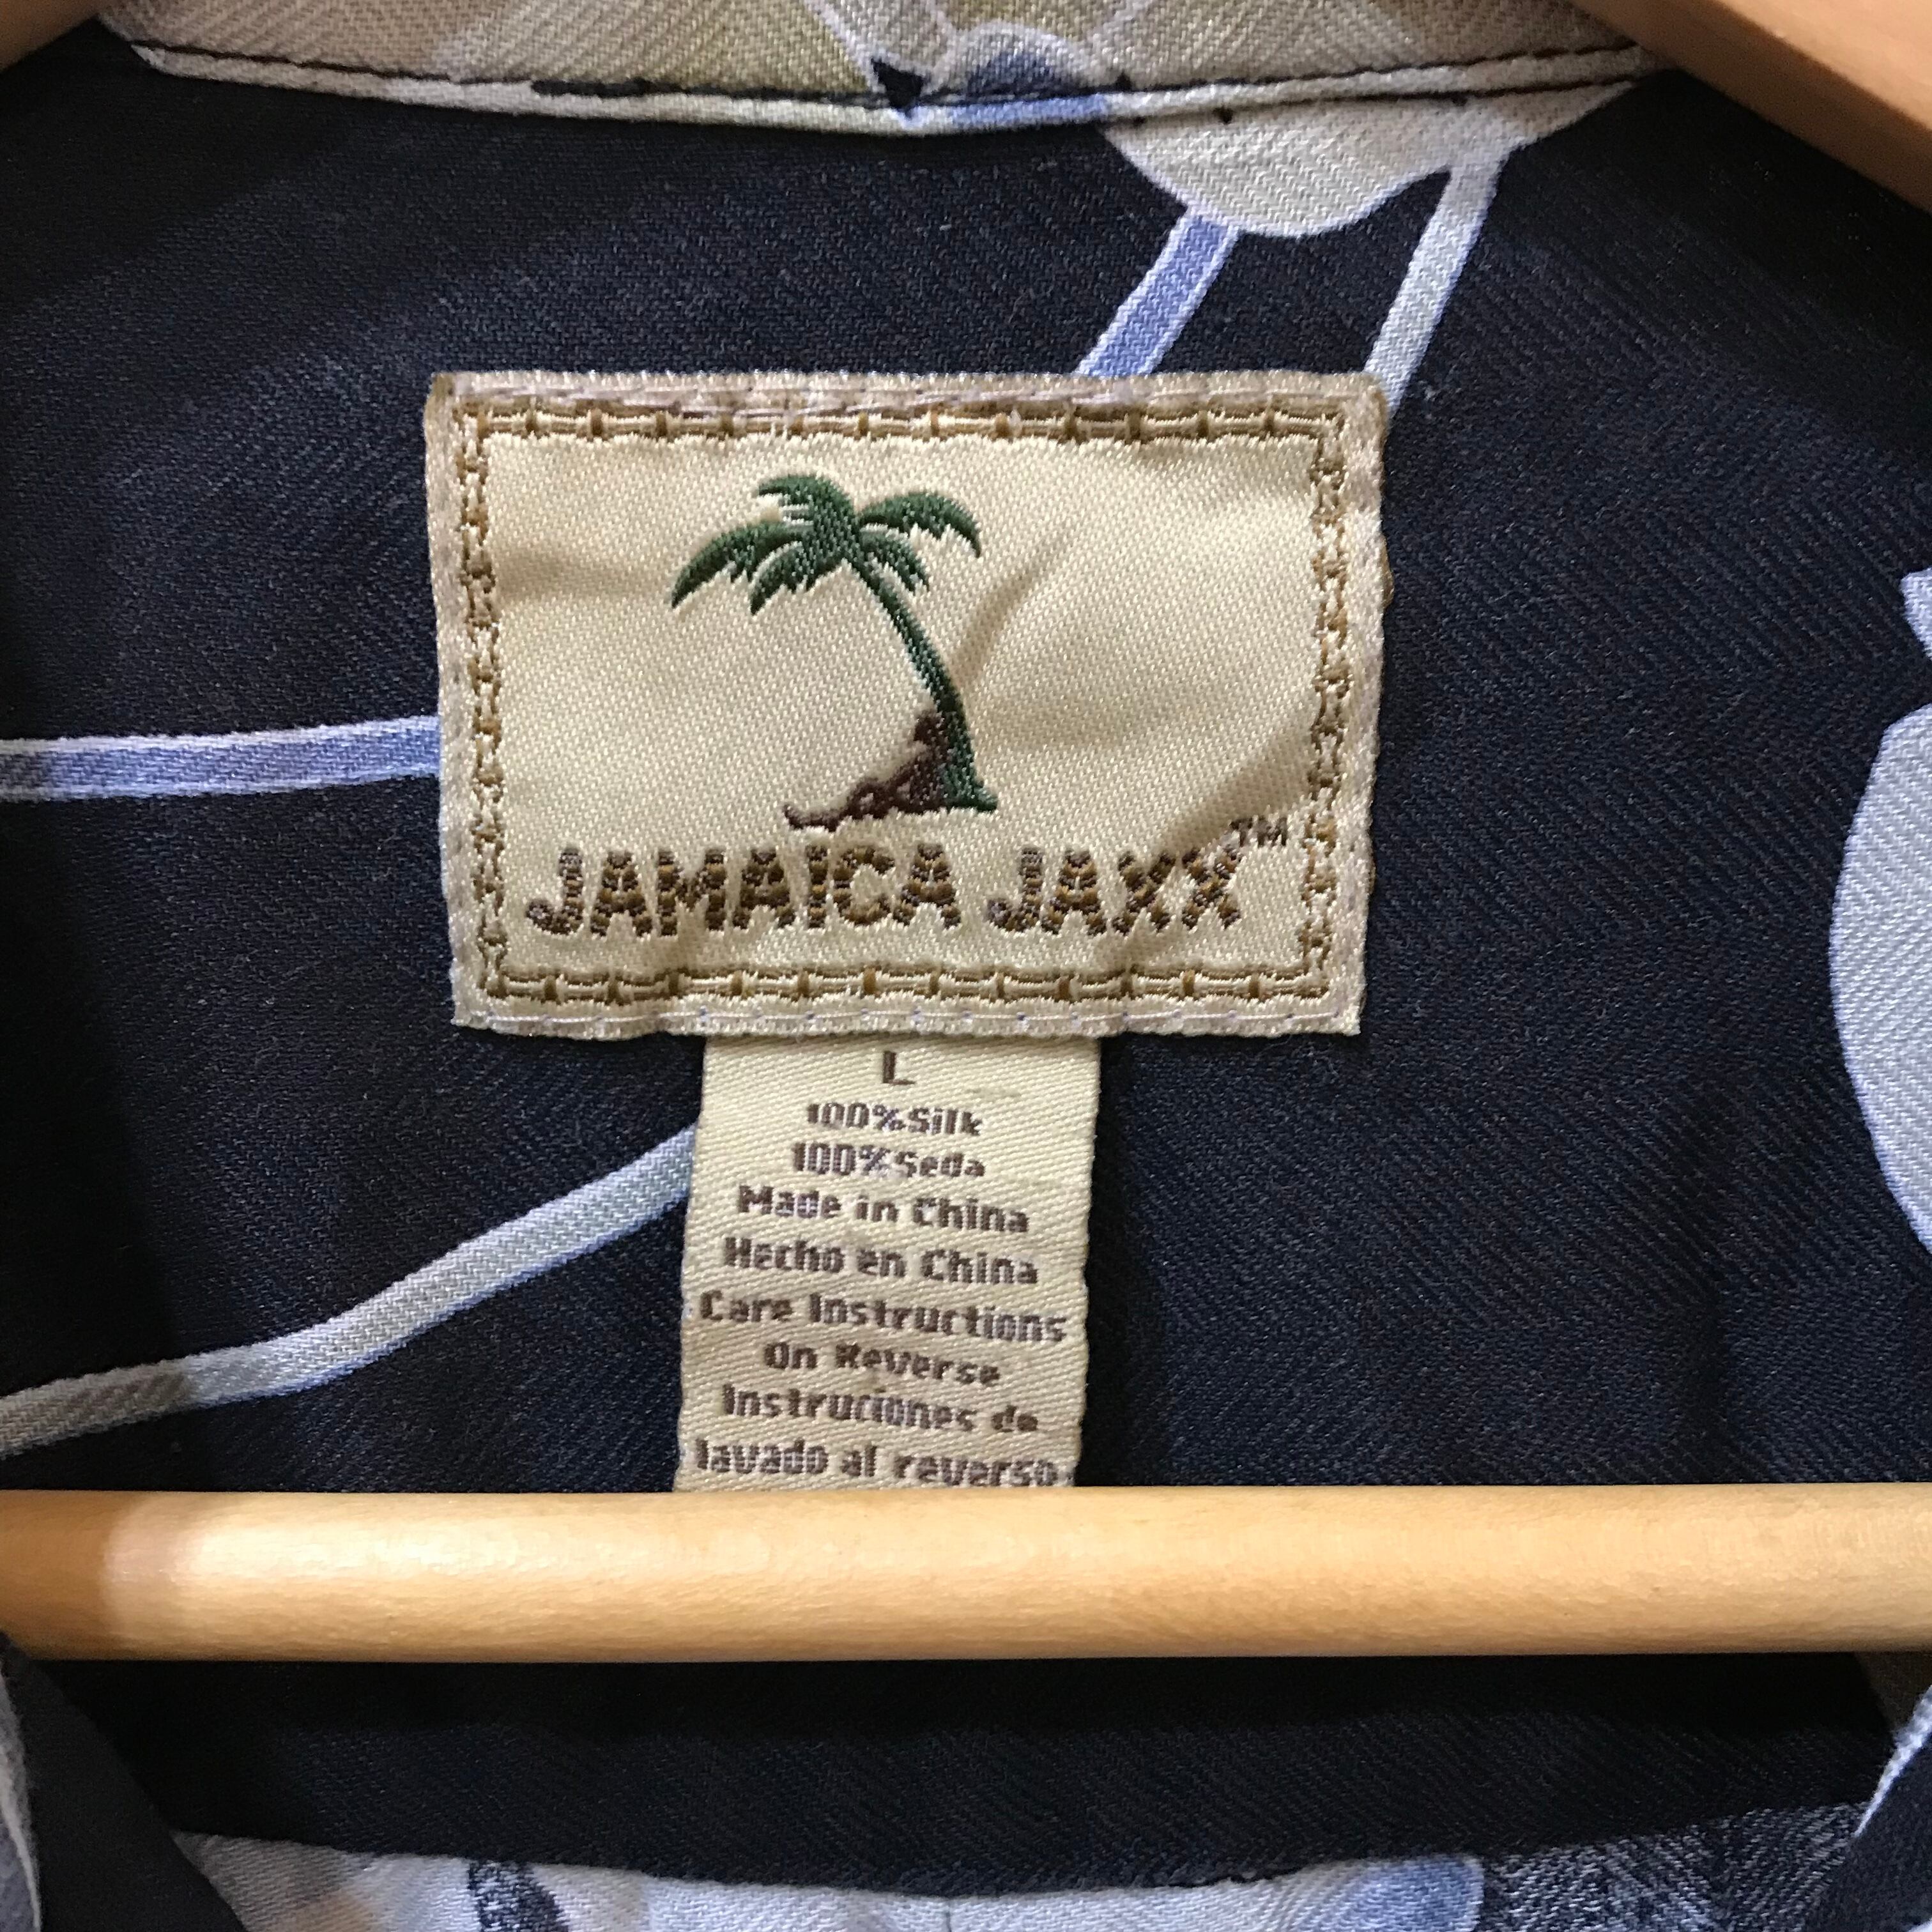 JAMAICA JAXX™
L
100%Silk
100%Seda
Made in China
Hecho en China
Care Instructions
On Reverse
Instruciones de
lavado al reverso